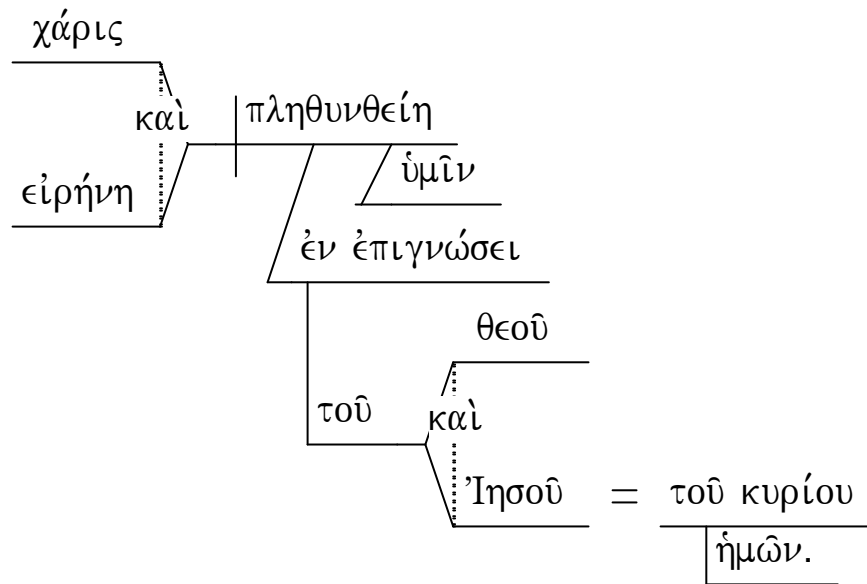 χάρις
καὶ
πληθυνθείη
ὑμῖν
εἰρήνη
ἐν ἐπιγνώσει
θεοῦ
τοῦ
καὶ
Ἰησοῦ = τοῦ κυρίου
ἡμῶν.